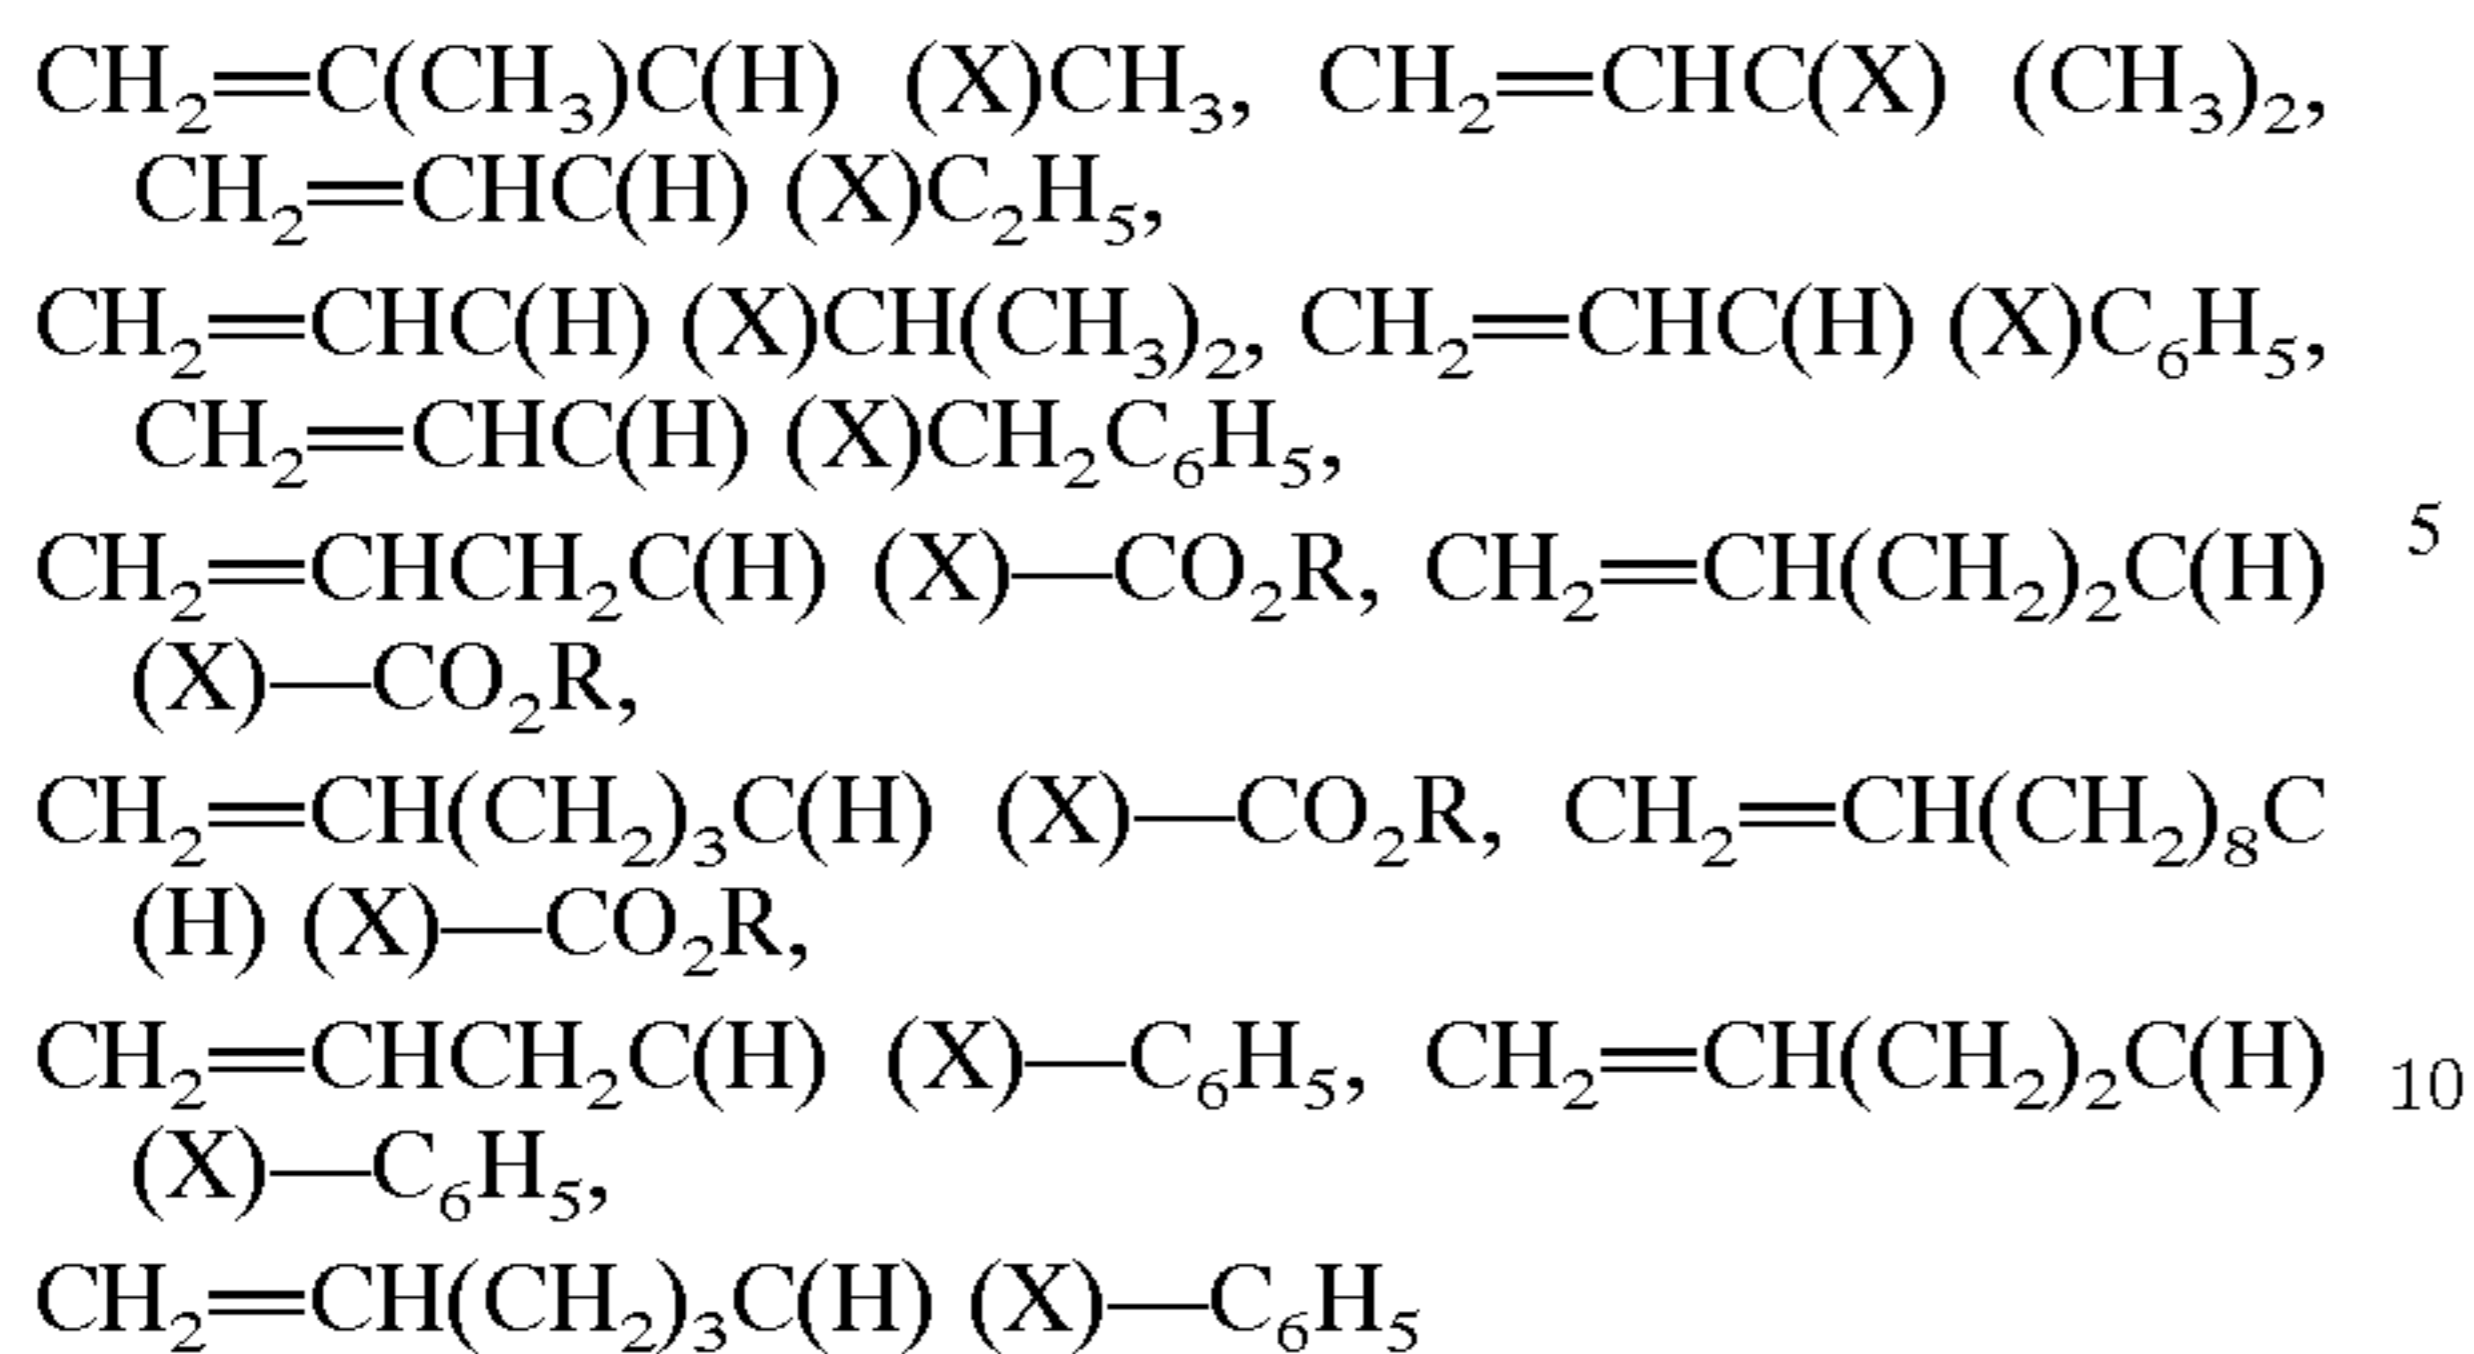 CH₂=C(CH₃)C(H) (X)CH₃, CH₂=CHC(X) (CH₃)₂,
CH₂=CHC(H) (X)C₂H₅,
CH₂=CHC(H) (X)CH(CH₃)₂, CH₂=CHC(H) (X)C₆H₅,
CH₂=CHC(H) (X)CH₂C₆H₅,
CH₂=CHCH₂C(H) (X)—CO₂R, CH₂=CH(CH₂)₂C(H) 5
(X)—CO₂R,
CH₂=CH(CH₂)₃C(H) (X)—CO₂R, CH₂=CH(CH₂)₈C
(H) (X)—CO₂R,
CH₂=CHCH₂C(H) (X)—C₆H₅, CH₂=CH(CH₂)₂C(H) 10
(X)—C₆H₅,
CH₂=CH(CH₂)₃C(H) (X)—C₆H₅